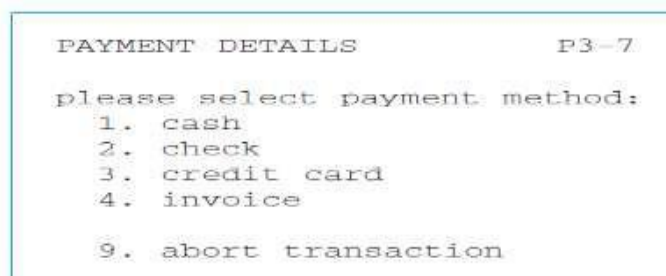 PAYMENT DETAILS P3-7
please select payment method:
1. cash
2. check
3. credit card
4. invoice
9. abort transaction